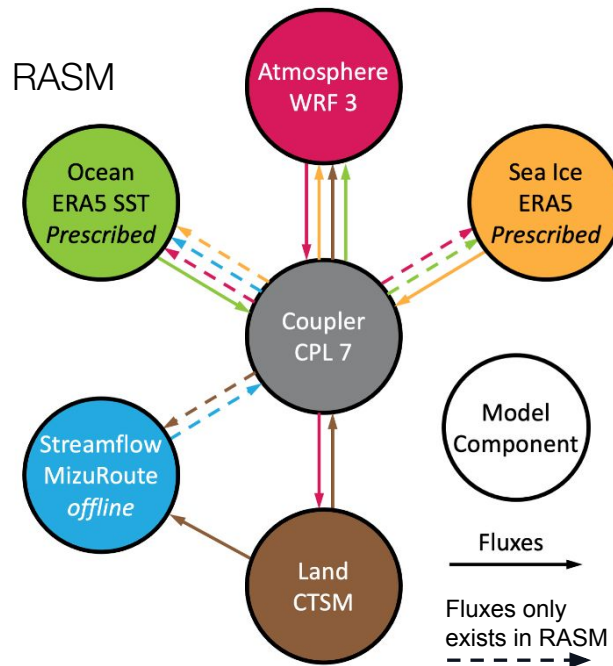 RASM
Atmosphere
WRF 3
Ocean
ERA5 SST
Prescribed
Sea Ice
ERA5
Prescribed
Coupler
CPL 7
Streamflow
MizuRoute
offline
Model
Component
Land
CTSM
Fluxes
Fluxes only
exists in RASM